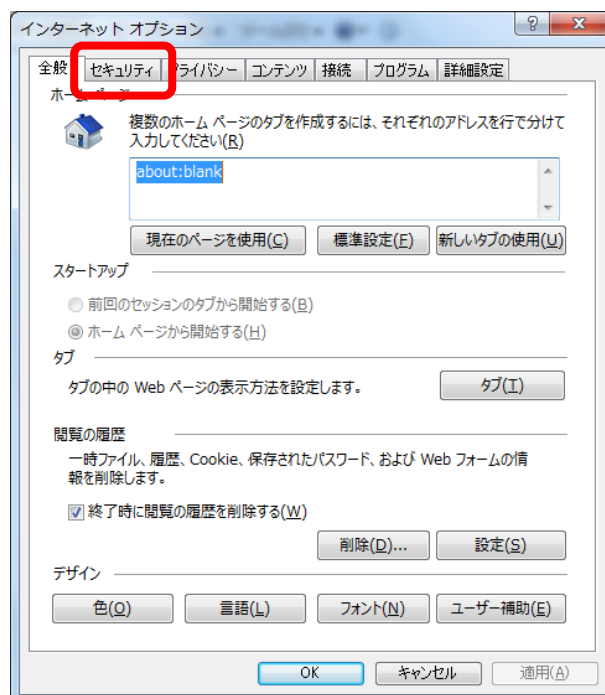 インターネット オプション
全般 セキュリティ プライバシー コンテンツ 接続 プログラム 詳細設定
ホーム ページ
複数のホーム ページのタブを作成するには、それぞれのアドレスを行で分けて
入力してください(R)
about:blank
現在のページを使用(C) 標準設定(F) 新しいタブの使用(U)
スタートアップ
前回のセッションのタブから開始する(B)
ホーム ページから開始する(H)
タブ
タブの中の Web ページの表示方法を設定します。 タブ(T)
閲覧の履歴
一時ファイル、履歴、Cookie、保存されたパスワード、および Web フォームの情
報を削除します。
終了時に閲覧の履歴を削除する(W)
削除(D)... 設定(S)
デザイン
色(O) 言語(L) フォント(N) ユーザー補助(E)
OK キャンセル 適用(A)